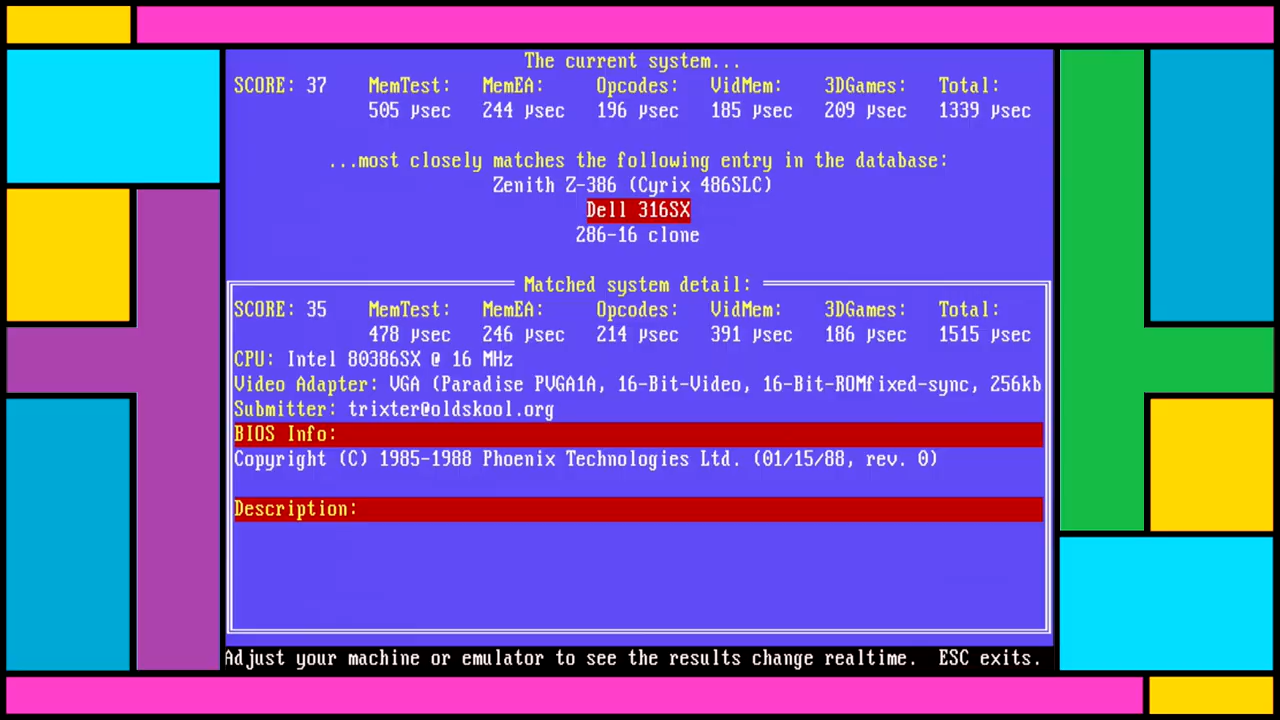 The current system...
SCORE: 37 MemTest: MemEA: Opcodes: VidMem: 3DGames: Total:
505 µsec 244 µsec 196 µsec 185 µsec 209 µsec 1339 µsec
...most closely matches the following entry in the database:
Zenith Z-386 (Cyrix 486SLC)
Dell 316SX
286-16 clone
Matched system detail:
SCORE: 35 MemTest: MemEA: Opcodes: VidMem: 3DGames: Total:
478 µsec 246 µsec 214 µsec 391 µsec 186 µsec 1515 µsec
CPU: Intel 80386SX @ 16 MHz
Video Adapter: VGA (Paradise PVGA1A, 16-Bit-Video, 16-Bit-ROMfixed-sync, 256kb
Submitter: trixter@oldskool.org
BIOS Info:
Copyright (C) 1985-1988 Phoenix Technologies Ltd. (01/15/88, rev. 0)
Description:
Adjust your machine or emulator to see the results change realtime. ESC exits.